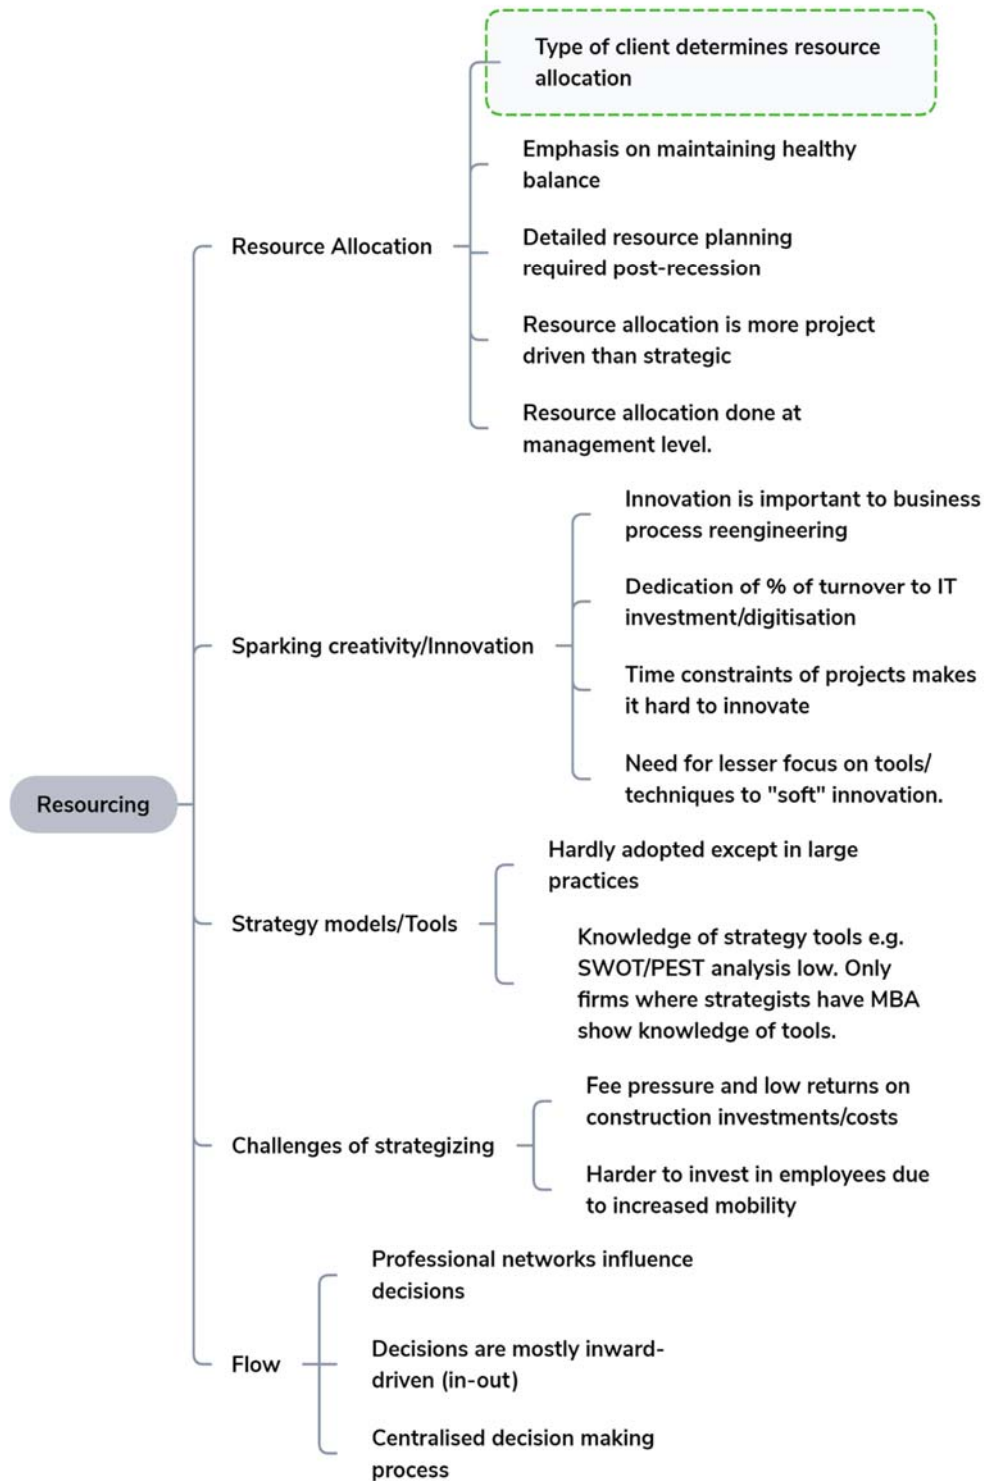 Type of client determines resource
allocation
Emphasis on maintaining healthy
balance
Resource Allocation
Detailed resource planning
required post-recession
Resource allocation is more project
driven than strategic
Resource allocation done at
management level.
Innovation is important to business
process reengineering
Dedication of % of turnover to IT
investment/digitisation
Sparking creativity/Innovation
Time constraints of projects makes
it hard to innovate
Need for lesser focus on tools/
techniques to "soft" innovation.
Resourcing
Hardly adopted except in large
practices
Strategy models/Tools
Knowledge of strategy tools e.g.
SWOT/PEST analysis low. Only
firms where strategists have MBA
show knowledge of tools.
Fee pressure and low returns on
construction investments/costs
Challenges of strategizing
Harder to invest in employees due
to increased mobility
Professional networks influence
decisions
Flow
Decisions are mostly inward-
driven (in-out)
Centralised decision making
process